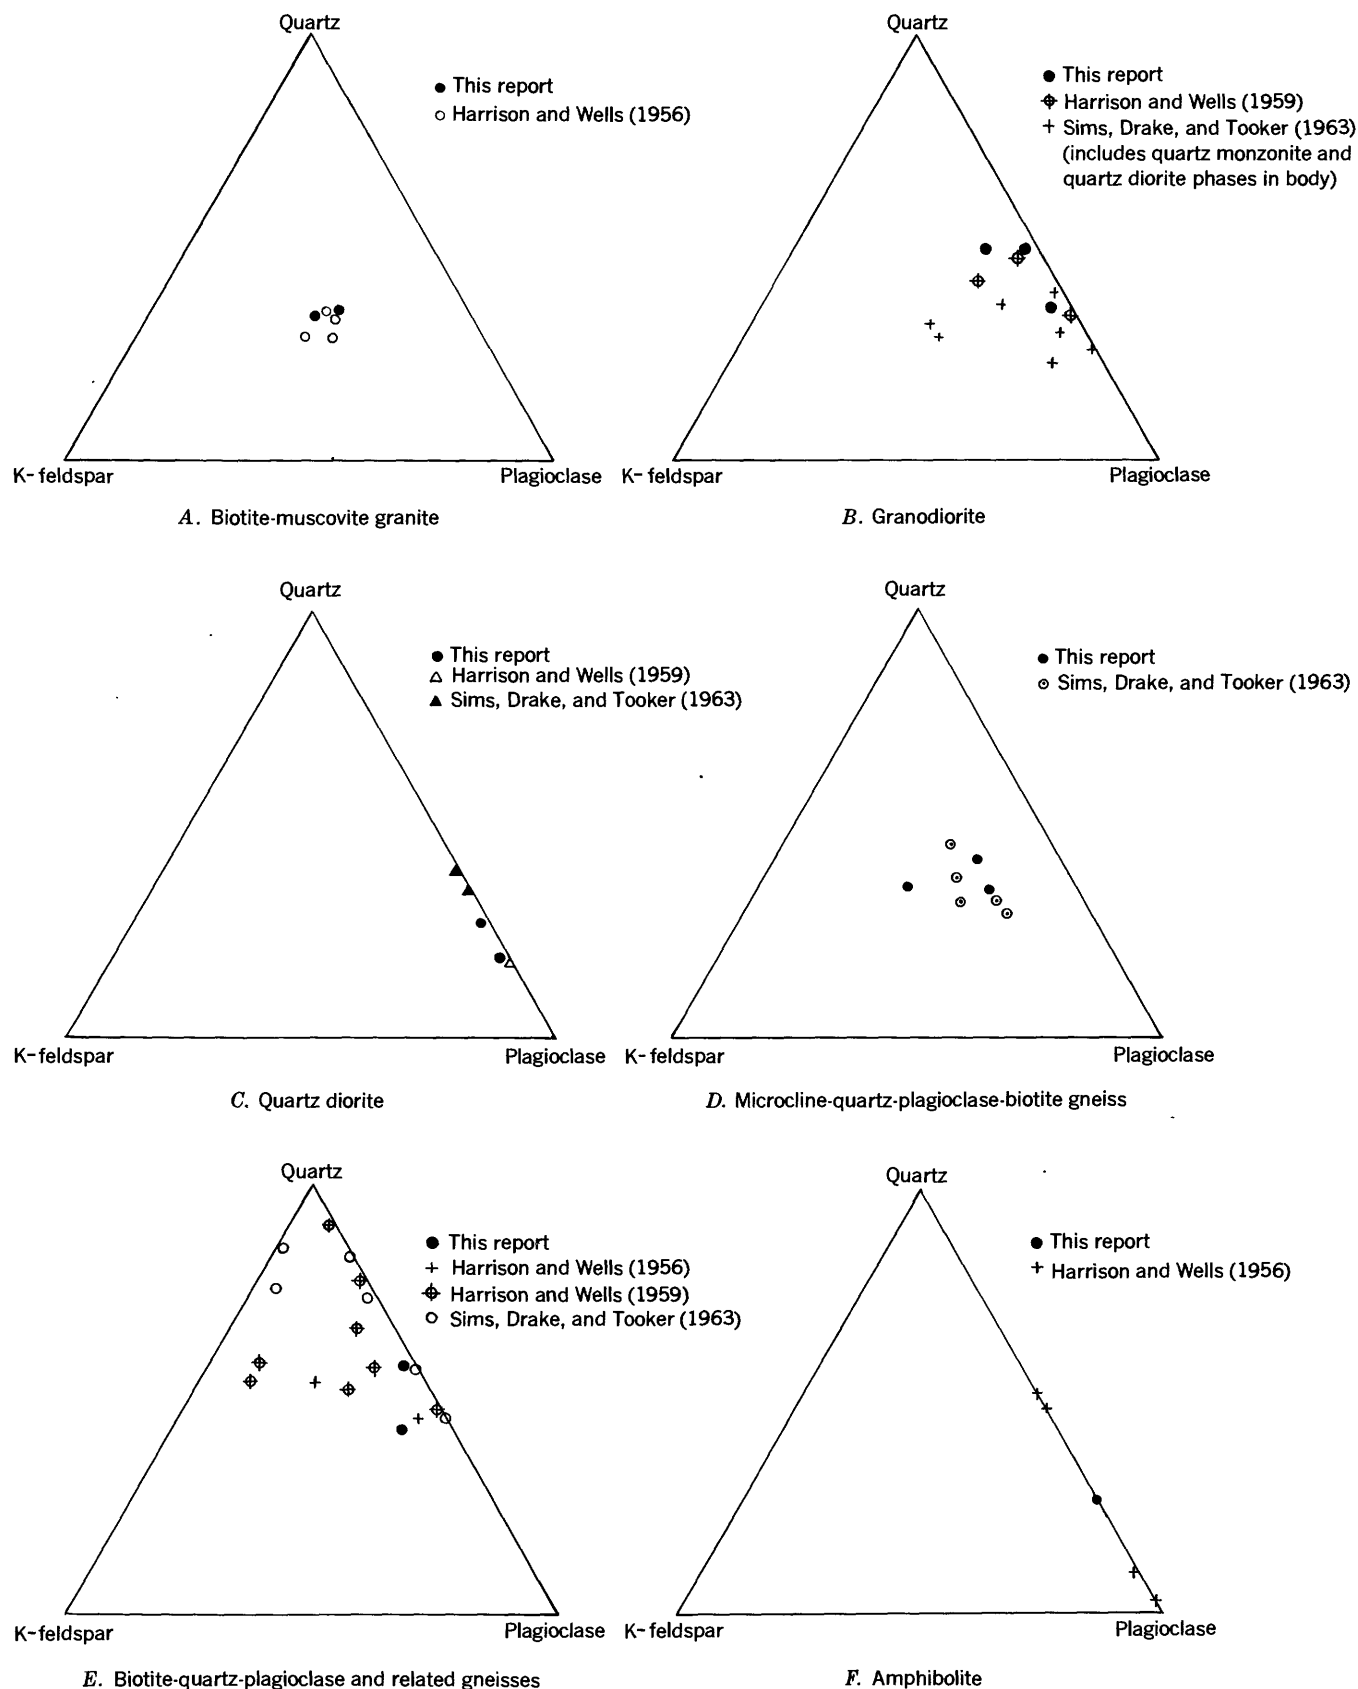 Quartz
This report
Harrison and Wells (1956)
K-feldspar
Plagioclase
A. Biotite-muscovite granite
Quartz
This report
Harrison and Wells (1959)
Sims, Drake, and Tooker (1963)
(includes quartz monzonite and
quartz diorite phases in body)
K-feldspar
Plagioclase
B. Granodiorite
Quartz
This report
Harrison and Wells (1959)
Sims, Drake, and Tooker (1963)
K-feldspar
Plagioclase
C. Quartz diorite
Quartz
This report
Sims, Drake, and Tooker (1963)
K-feldspar
Plagioclase
D. Microcline-quartz-plagioclase-biotite gneiss
Quartz
This report
Harrison and Wells (1956)
Harrison and Wells (1959)
Sims, Drake, and Tooker (1963)
K-feldspar
Plagioclase
E. Biotite-quartz-plagioclase and related gneisses
Quartz
This report
Harrison and Wells (1956)
K-feldspar
Plagioclase
F. Amphibolite